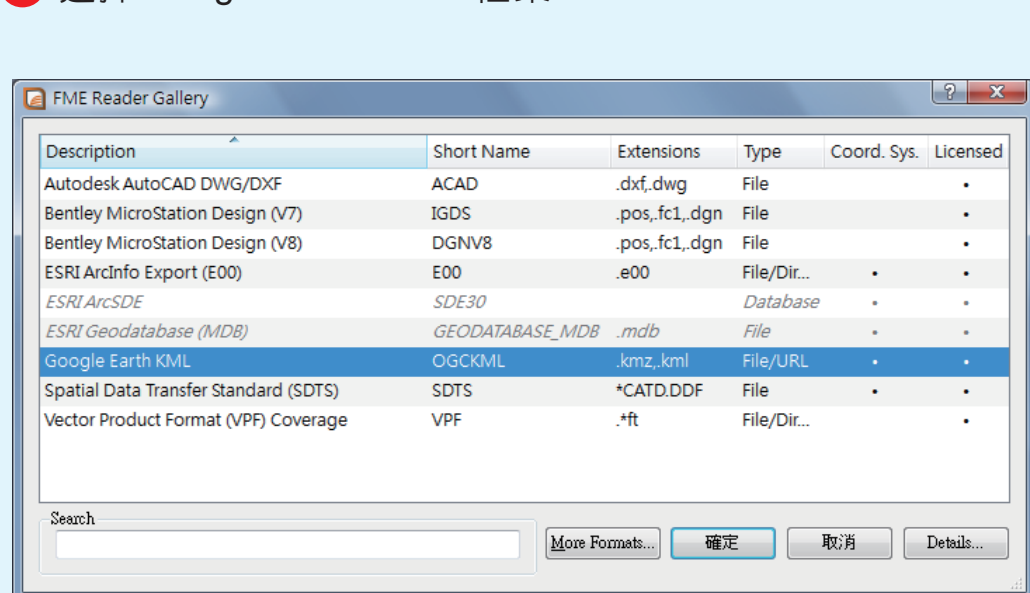 FME Reader Gallery
Description Short Name Extensions Type Coord. Sys. Licensed
Autodesk AutoCAD DWG/DXF ACAD .dxf,.dwg File •
Bentley MicroStation Design (V7) IGDS .pos,.fc1,.dgn File •
Bentley MicroStation Design (V8) DGNV8 .pos,.fc1,.dgn File •
ESRI ArcInfo Export (E00) E00 .e00 File/Dir... • •
ESRI ArcSDE SDE30 Database • •
ESRI Geodatabase (MDB) GEODATABASE_MDB .mdb File • •
Google Earth KML OGCKML .kmz,.kml File/URL • •
Spatial Data Transfer Standard (SDTS) SDTS *CATD.DDF File • •
Vector Product Format (VPF) Coverage VPF .*ft File/Dir... •
Search
More Formats... 確定 取消 Details...